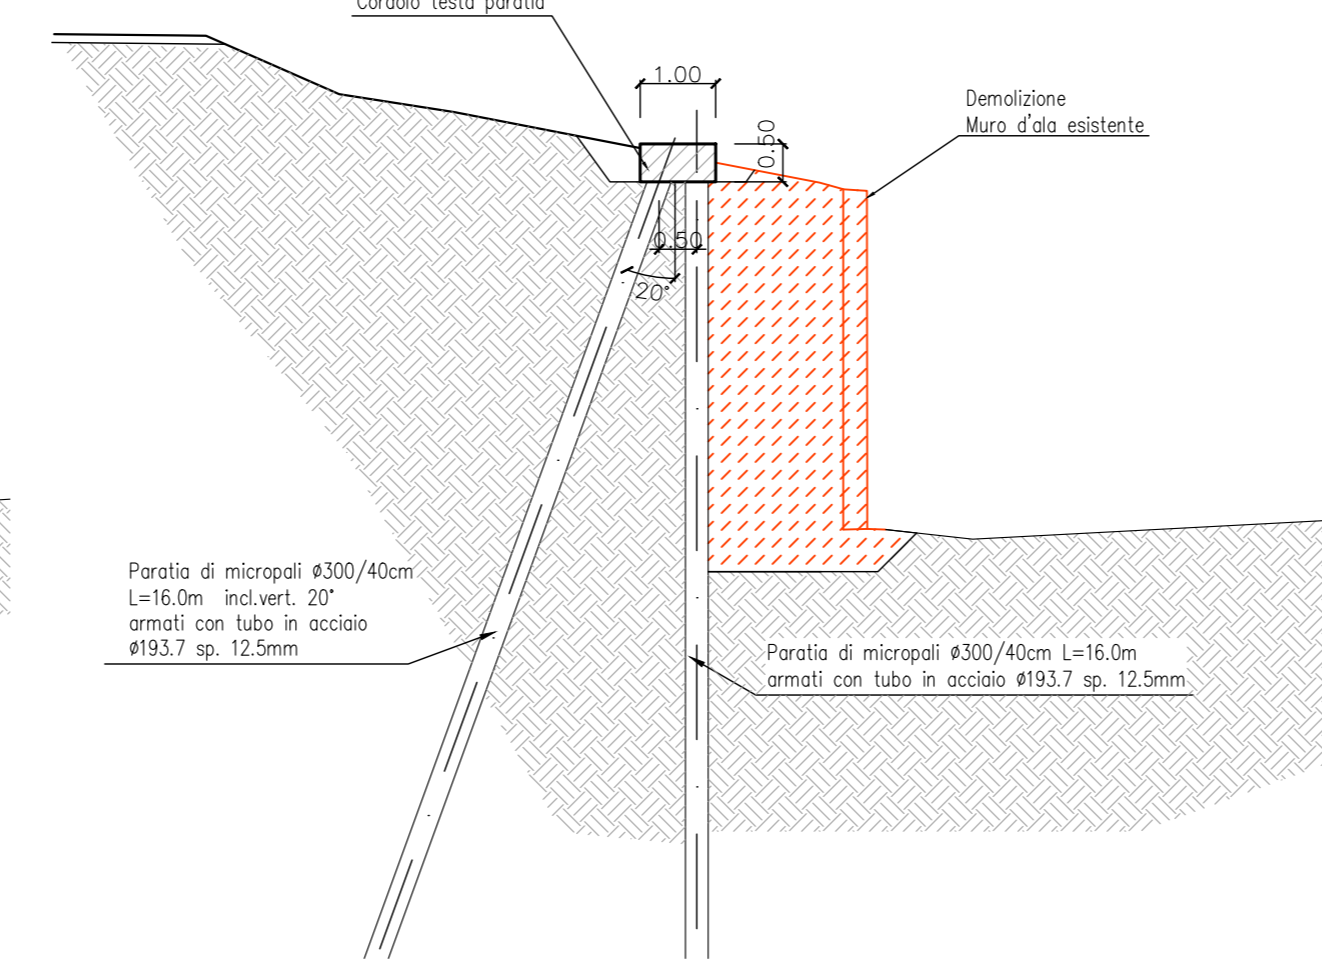 Cordolo testa paratia
1.00
Demolizione
Muro d'ala esistente
0.50
0.50
20°
Paratia di micropali ø300/40cm
L=16.0m incl.vert. 20°
armati con tubo in acciaio
ø193.7 sp. 12.5mm
Paratia di micropali ø300/40cm L=16.0m
armati con tubo in acciaio ø193.7 sp. 12.5mm